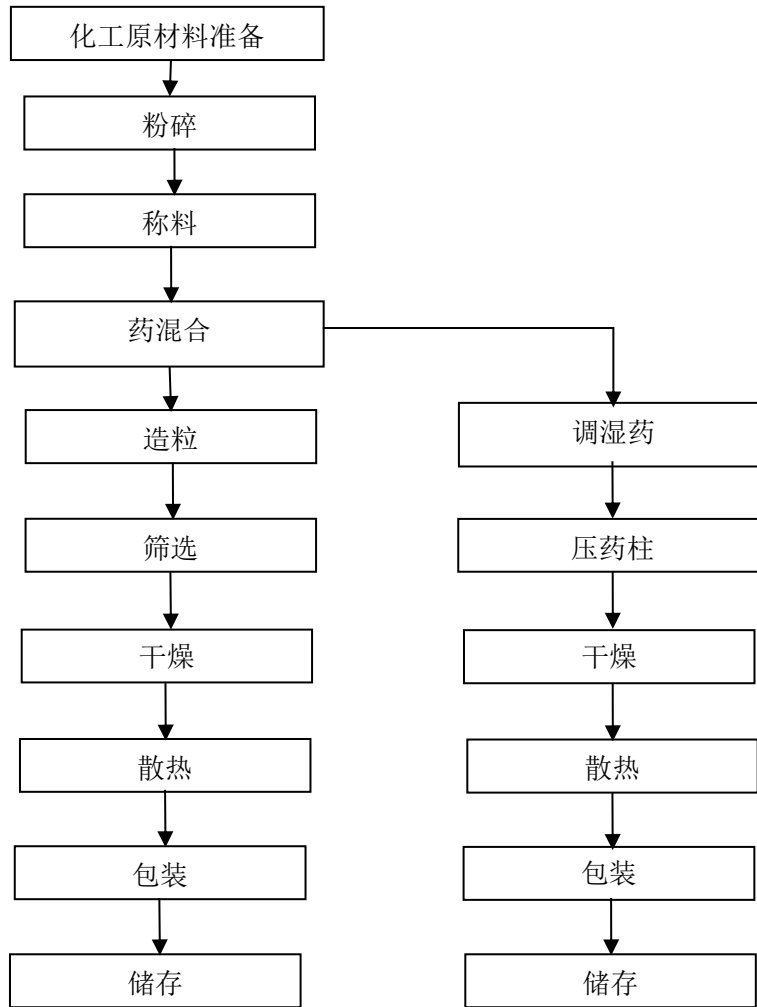 化工原材料准备
粉碎
称料
药混合
造粒
筛选
干燥
散热
包装
储存
调湿药
压药柱
干燥
散热
包装
储存